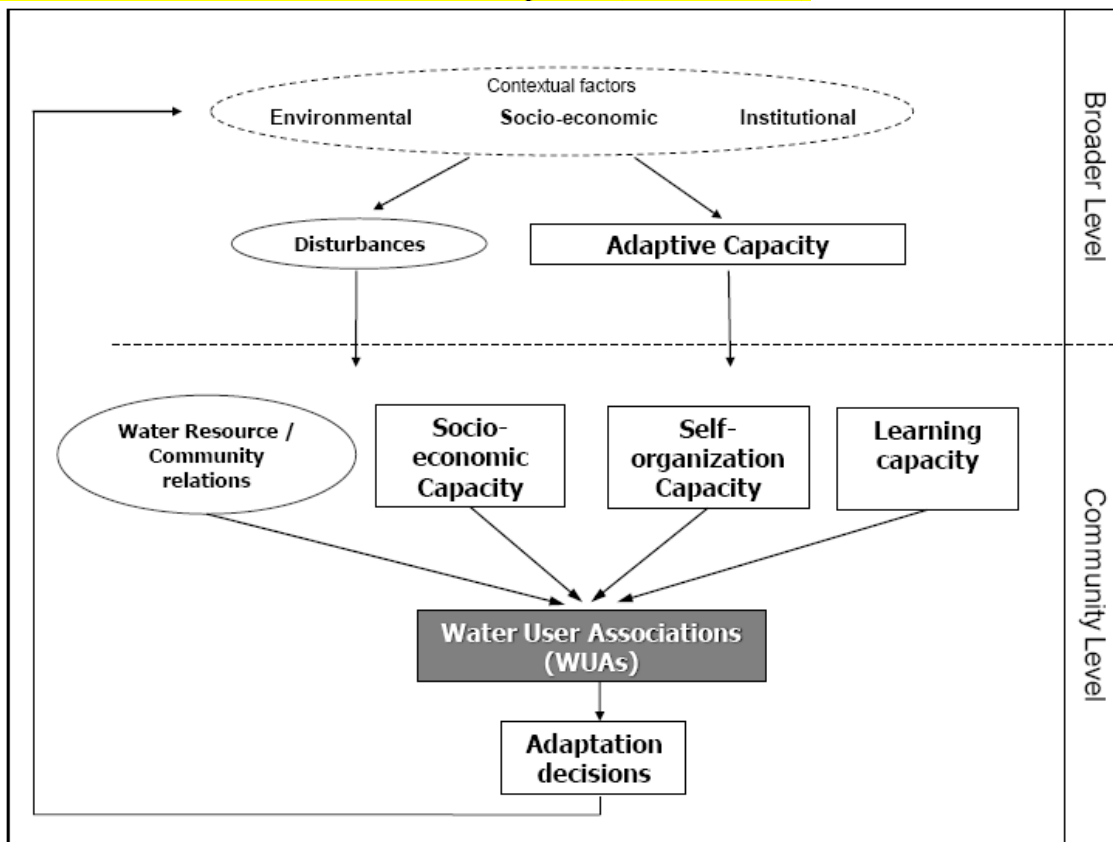 Contextual factors
Environmental Socio-economic Institutional
Disturbances
Adaptive Capacity
Broader Level
Water Resource /
Community
relations
Socio-
economic
Capacity
Self-
organization
Capacity
Learning
capacity
Water User Associations
(WUAs)
Adaptation
decisions
Community Level